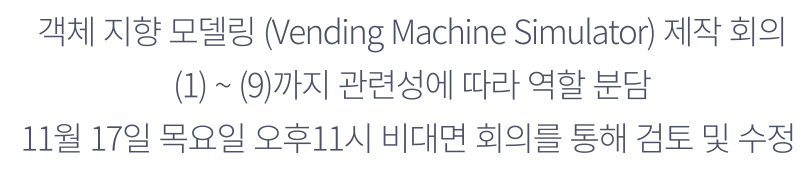 객체 지향 모델링 (Vending Machine Simulator) 제작 회의
(1) ~ (9)까지 관련성에 따라 역할 분담
11월 17일 목요일 오후11시 비대면 회의를 통해 검토 및 수정